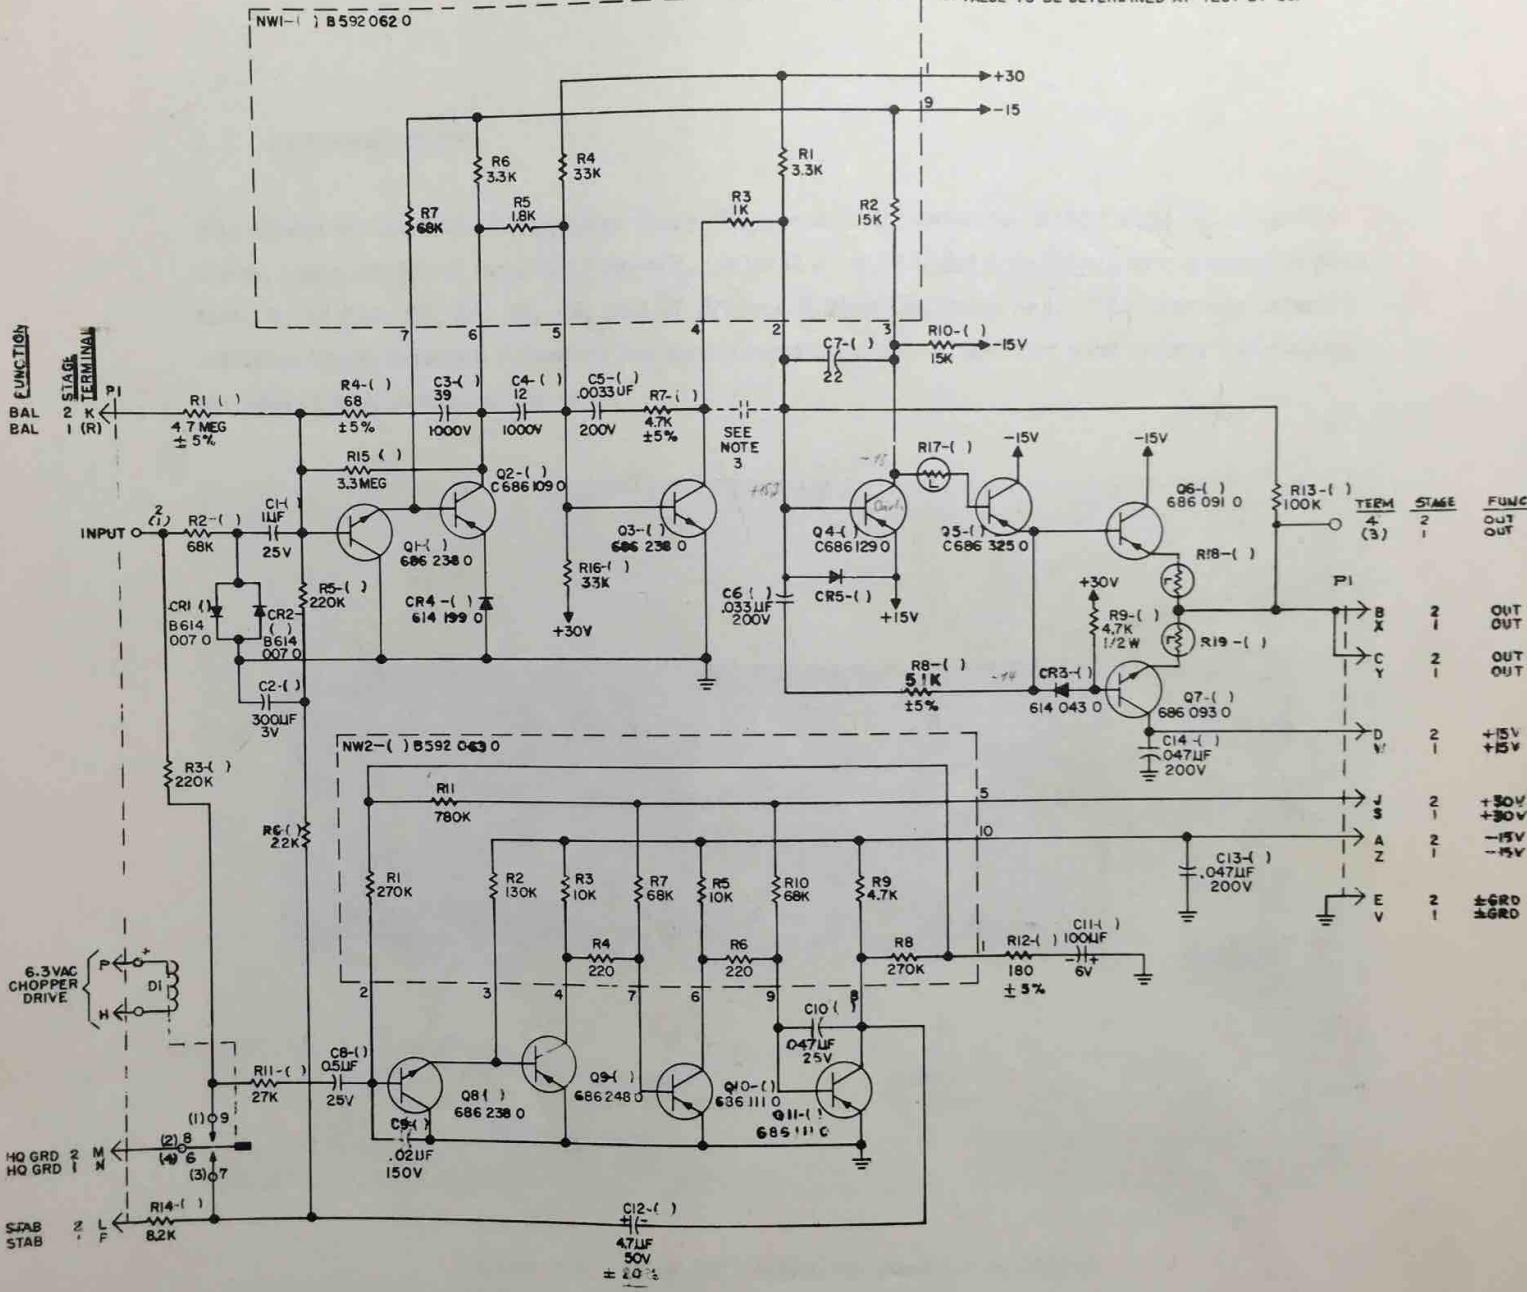 NW1-( ) B592 062 0
+30
-15
1
9
R6
3.3K
R4
33K
R1
3.3K
R5
1.8K
R7
68K
R3
1K
R2
15K
7
6
5
4
2
3
R10-( )
15K
-15V
C7-( )
22
FUNCTION
STAGE
TERMINAL
P1
BAL 2 K
BAL 1 (R)
R1 ( )
4.7 MEG
±5%
R4-( )
68
±5%
C3-( )
39
1000V
C4-( )
12
1000V
C5-( )
.0033UF
200V
R7-( )
4.7K
±5%
SEE
NOTE
3
R15 ( )
3.3MEG
Q2-( )
C686 109 0
R17-( )
-15V
-15V
Q6-( )
686 091 0
R13-( )
100K
TERM STAGE FUNC
4 2 OUT
(3) 1 OUT
2
(1)
INPUT
R2-( )
68K
C1-( )
1UF
25V
Q1-( )
686 238 0
Q3-( )
686 238 0
Q4-( )
C686 129 0
Q5-( )
C686 325 0
R18-( )
R5-( )
220K
CR1 ( )
B614
007 0
CR2-
( )
B614
007 0
CR4-( )
614 199 0
R16-( )
33K
+30V
C6 ( )
.033UF
200V
CR5-( )
+15V
+30V
R9-( )
4.7K
1/2W
R19-( )
P1
B 2 OUT
X 1 OUT
C 2 OUT
Y 1 OUT
C2-( )
300UF
3V
R8-( )
5.1K
±5%
-14
CR3-( )
614 043 0
Q7-( )
686 093 0
C14-( )
.047UF
200V
D 2 +15V
W 1 +15V
R3-( )
220K
NW2-( ) B592 063 0
R11
780K
5
J 2 +30V
S 1 +30V
10
A 2 -15V
Z 1 -15V
R6-( )
22K
R1
270K
R2
130K
R3
10K
R7
68K
R5
10K
R10
68K
R9
4.7K
C13-( )
.047UF
200V
E 2 ±GRD
V 1 ±GRD
R4
220
R6
220
R8
270K
1
R12-( )
180
±5%
C11-( )
100UF
6V
6.3VAC
CHOPPER
DRIVE
P
H
D1
2
3
4
7
6
9
8
C10 ( )
.047UF
25V
R11-( )
27K
C8-( )
0.5UF
25V
Q8 ( )
686 238 0
Q9-( )
686 248 0
Q10-( )
686 111 0
Q11-( )
686 111 0
C9-( )
.02UF
150V
(1) 9
(2) 8
(4) 6
(3) 7
HQ GRD 2 M
HQ GRD 1 N
R14-( )
8.2K
STAB 2 L
STAB 1 F
C12-( )
4.7UF
50V
±20%